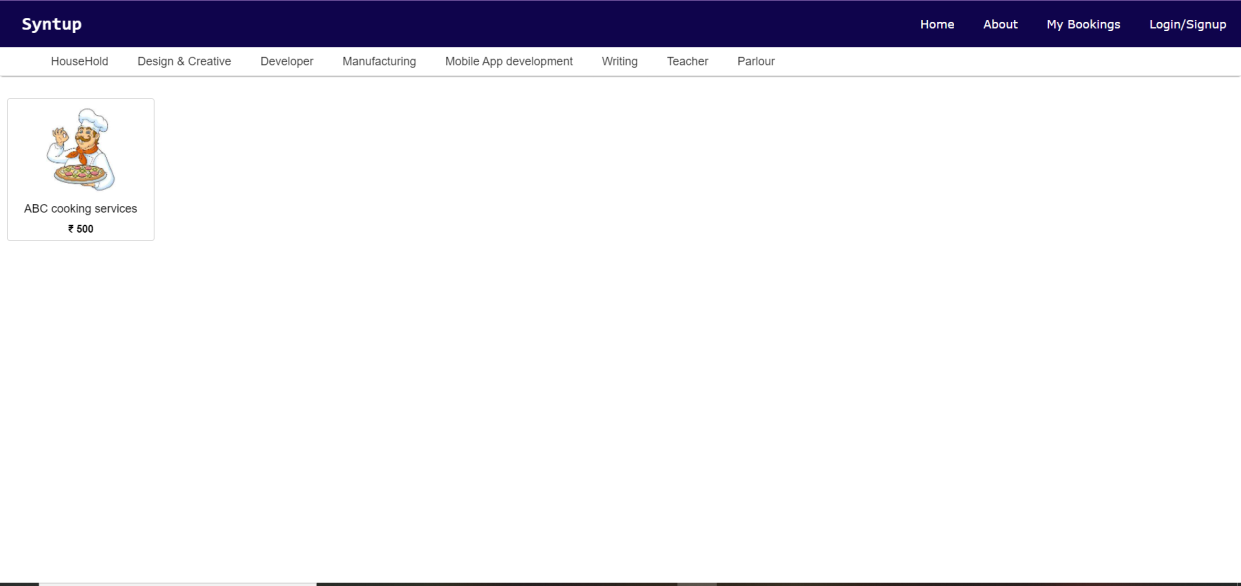 Syntup Home About My Bookings Login/Signup
HouseHold Design & Creative Developer Manufacturing Mobile App development Writing Teacher Parlour
ABC cooking services
₹ 500